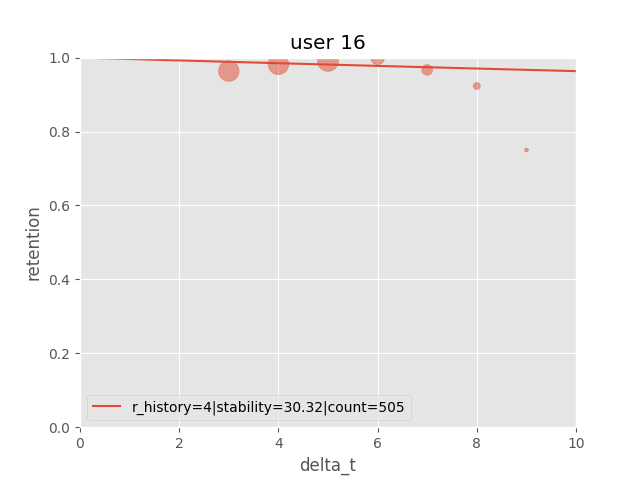 user 16
1.0
0.8
0.6
0.4
0.2
0.0
retention
r_history=4|stability=30.32|count=505
0 2 4 6 8 10
delta_t